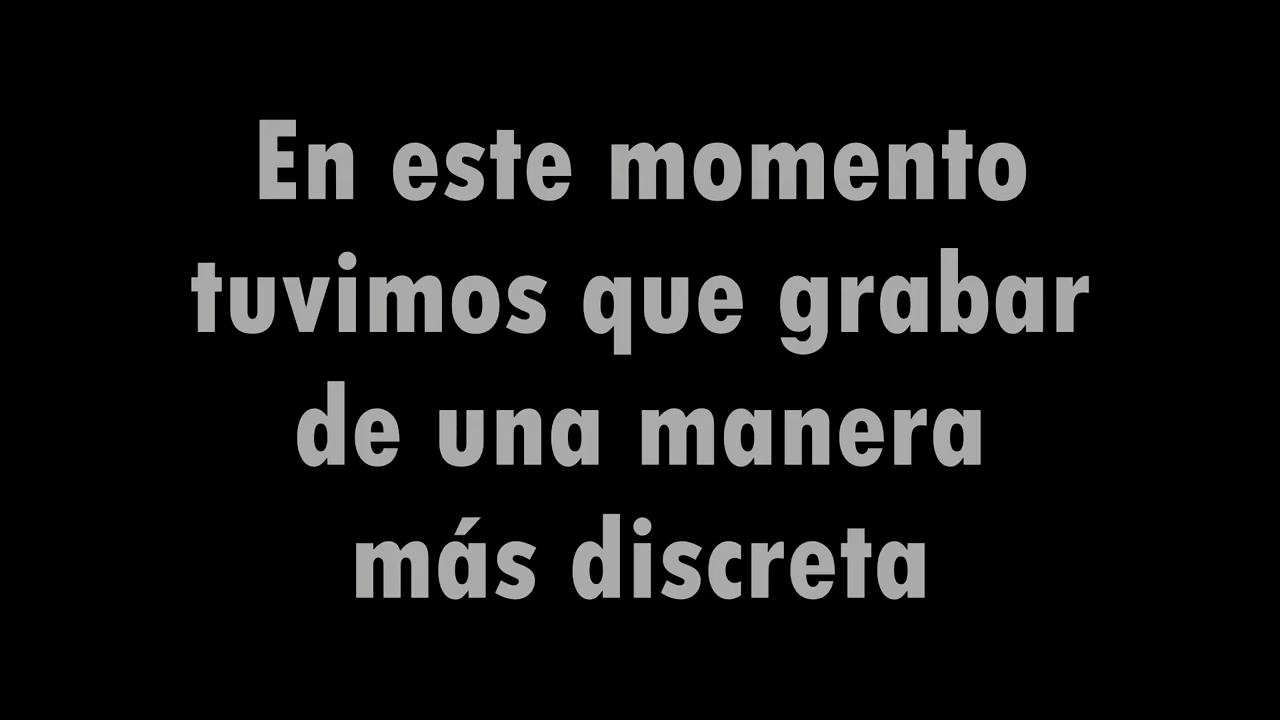 En este momento
tuvimos que grabar
de una manera
más discreta